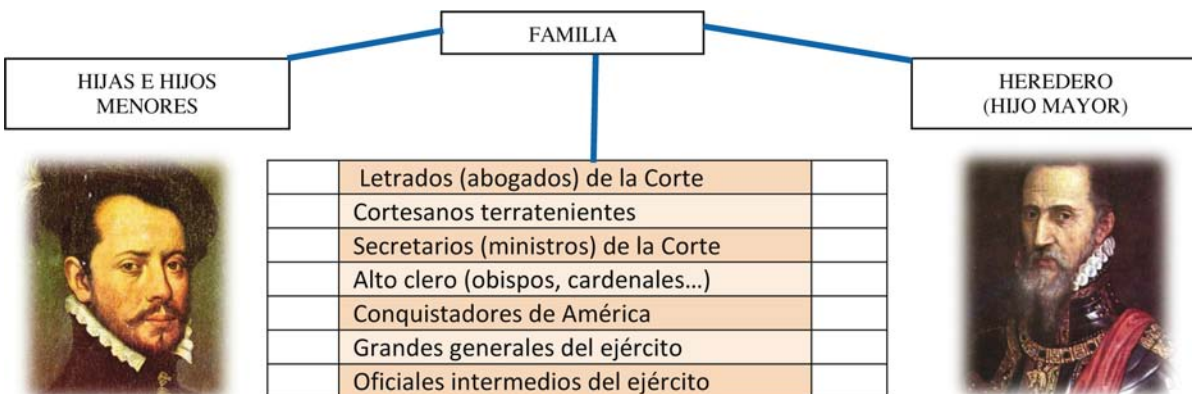 FAMILIA
HIJAS E HIJOS
MENORES
HEREDERO
(HIJO MAYOR)
Letrados (abogados) de la Corte
Cortesanos terratenientes
Secretarios (ministros) de la Corte
Alto clero (obispos, cardenales…)
Conquistadores de América
Grandes generales del ejército
Oficiales intermedios del ejército